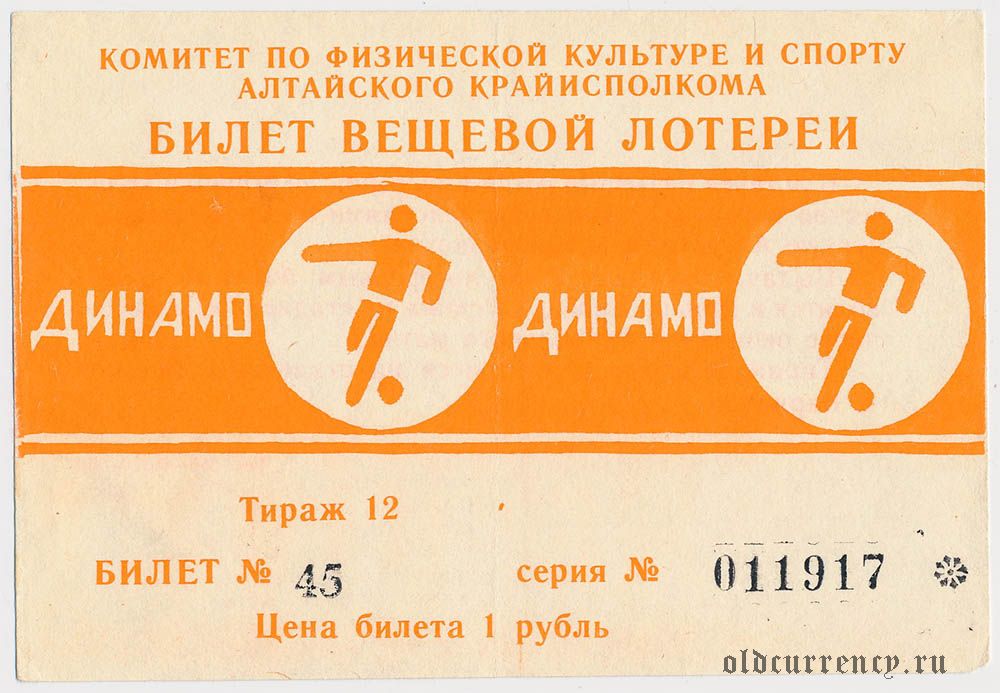 КОМИТЕТ ПО ФИЗИЧЕСКОЙ КУЛЬТУРЕ И СПОРТУ
АЛТАЙСКОГО КРАЙИСПОЛКОМА
БИЛЕТ ВЕЩЕВОЙ ЛОТЕРЕИ
ДИНАМО ДИНАМО
Тираж 12
БИЛЕТ № 45 серия № 011917
Цена билета 1 рубль
oldcurrency.ru